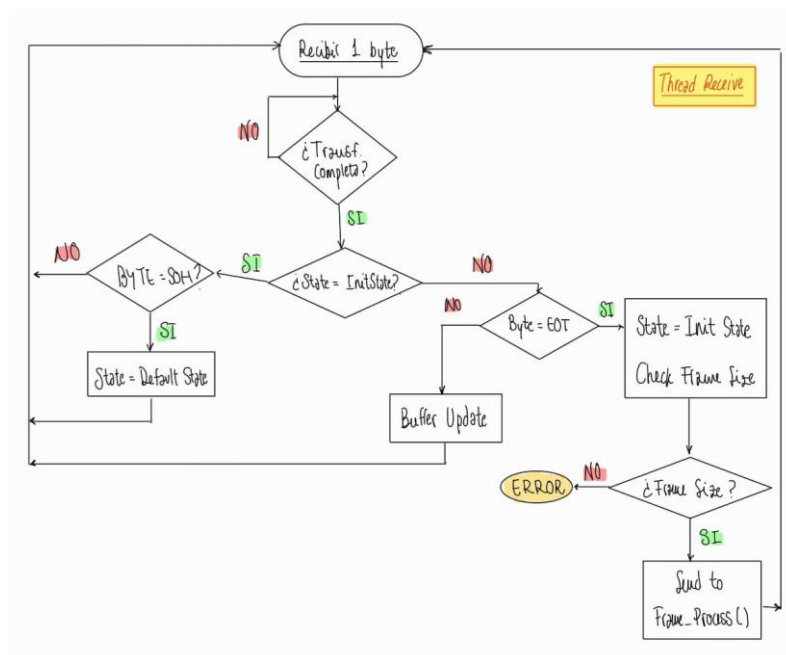 Recibir 1 byte
Thread Receive
NO
¿Transf.
Completa?
SI
NO
BYTE = SOH?
SI
¿State = InitState?
NO
NO
Byte = EOT
SI
State = Init State
SI
State = Default State
Check Frame Size
Buffer Update
ERROR
NO
¿Frame Size?
SI
Send to
Frame_Process()